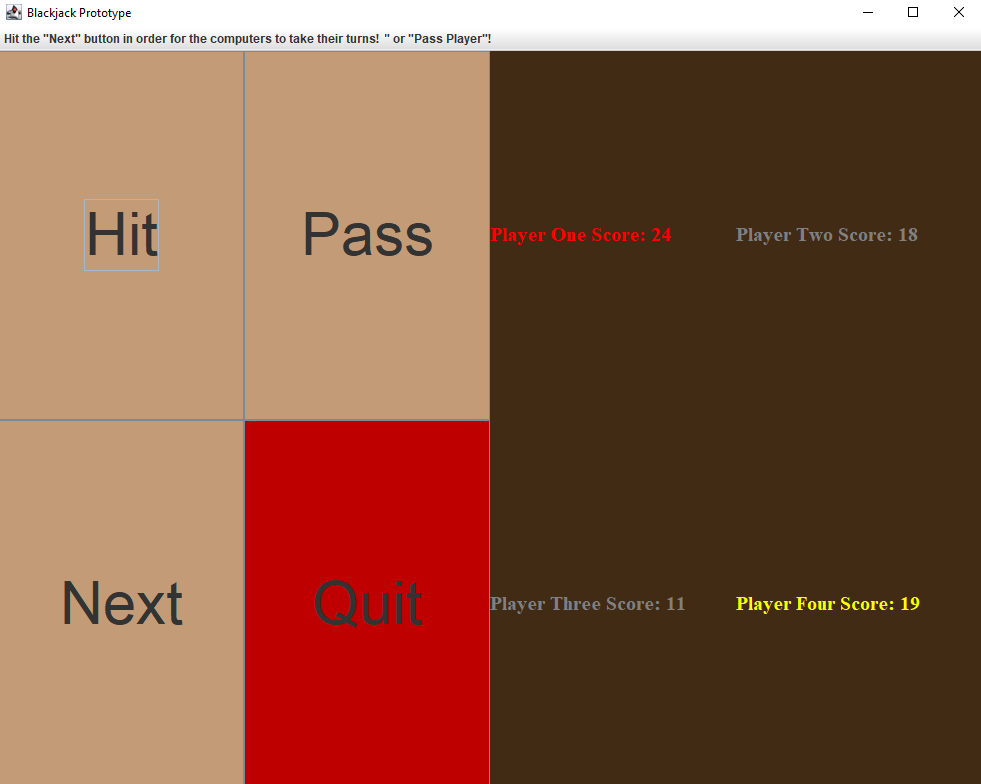 Blackjack Prototype
Hit the "Next" button in order for the computers to take their turns! " or "Pass Player"!
Hit
Pass
Player One Score: 24
Player Two Score: 18
Next
Quit
Player Three Score: 11
Player Four Score: 19